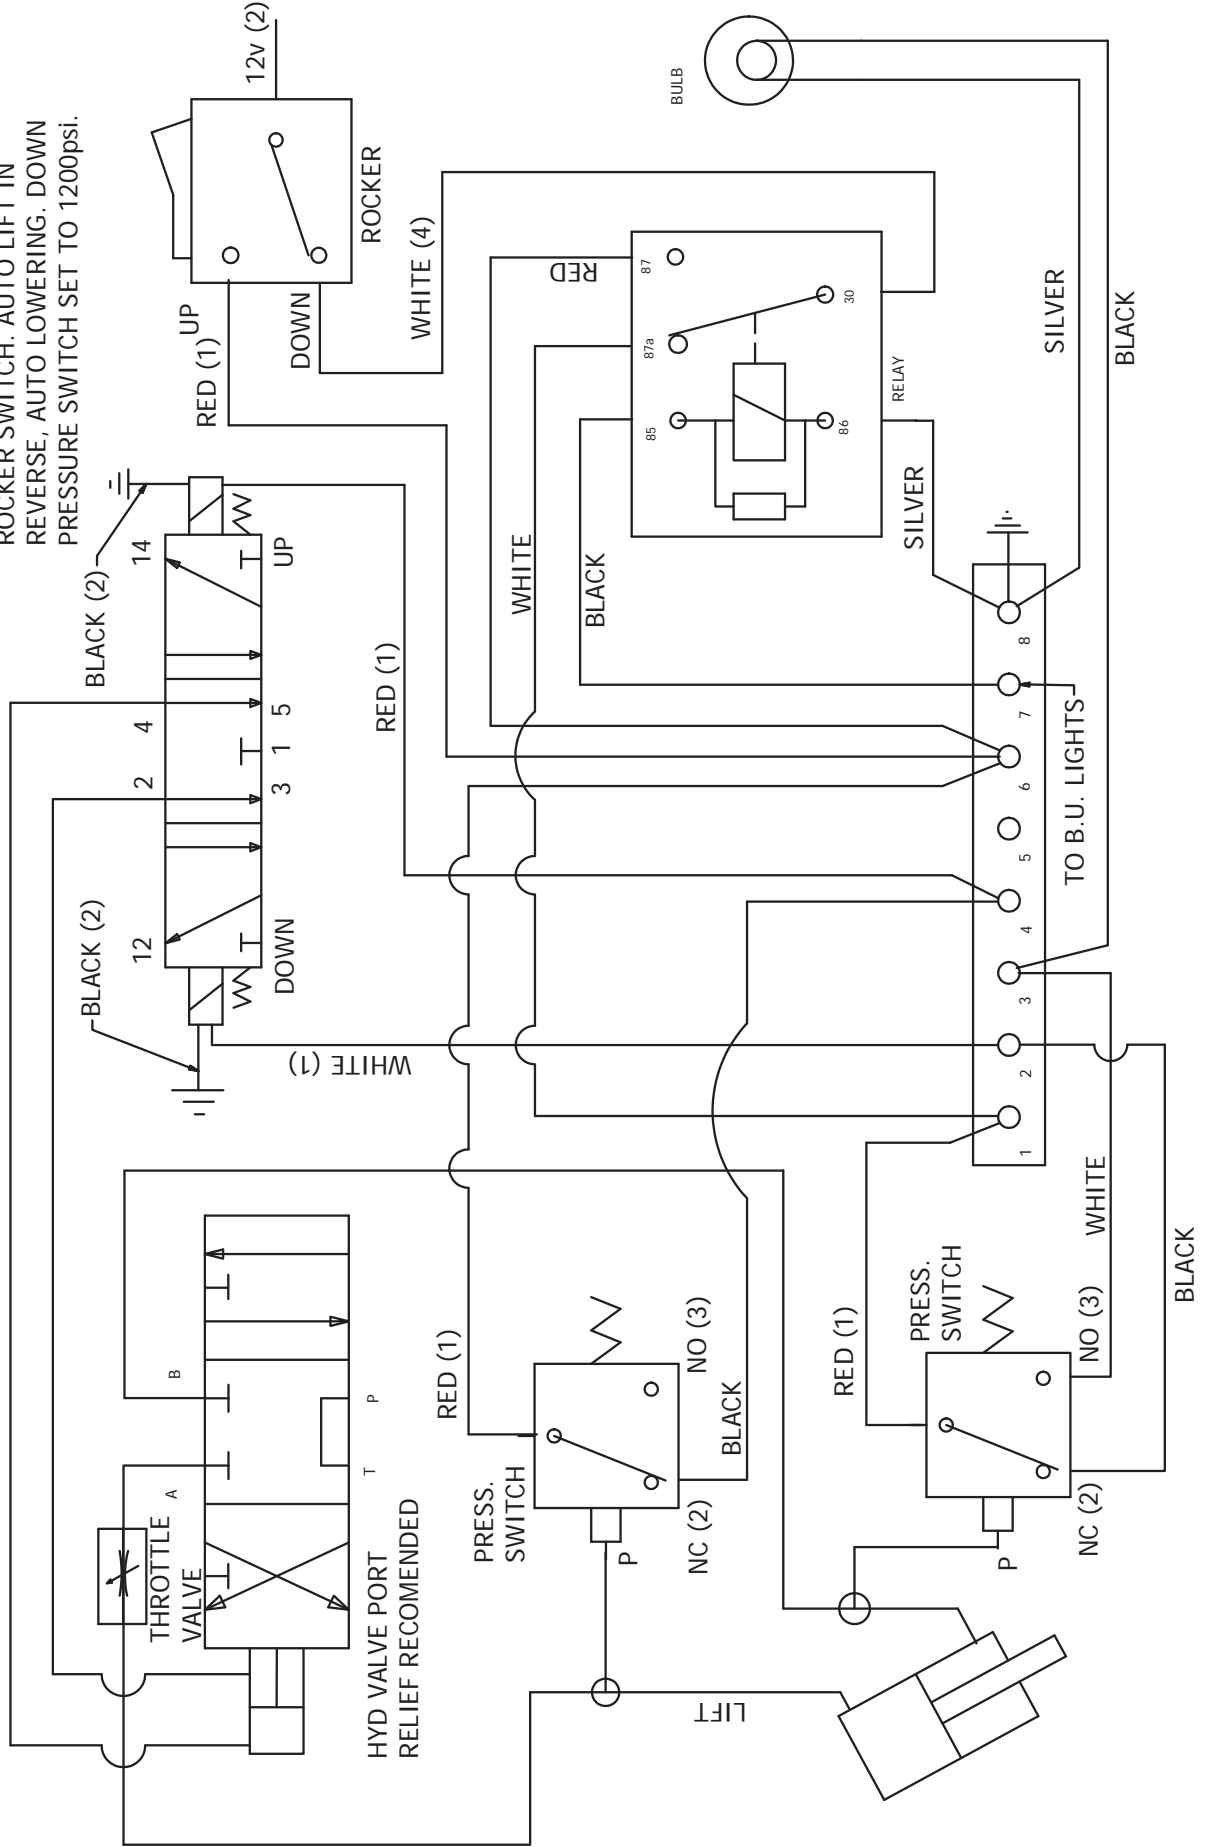 ROCKER SWITCH. AUTO LIFT IN
REVERSE, AUTO LOWERING. DOWN
PRESSURE SWITCH SET TO 1200psi.
12v (2)
ROCKER
UP
RED (1)
DOWN
WHITE (4)
BULB
BLACK (2)
14
UP
4
2
5
1
3
12
DOWN
BLACK (2)
WHITE (1)
RED (1)
WHITE
BLACK
RED
87
87a
30
85
86
RELAY
SILVER
SILVER
BLACK
8
7
6
5
4
3
2
1
TO B.U. LIGHTS
THROTTLE
VALVE
A
B
T
P
HYD VALVE PORT
RELIEF RECOMENDED
RED (1)
PRESS.
SWITCH
NO (3)
BLACK
P
NC (2)
RED (1)
PRESS.
SWITCH
NO (3)
WHITE
BLACK
P
NC (2)
LIFT